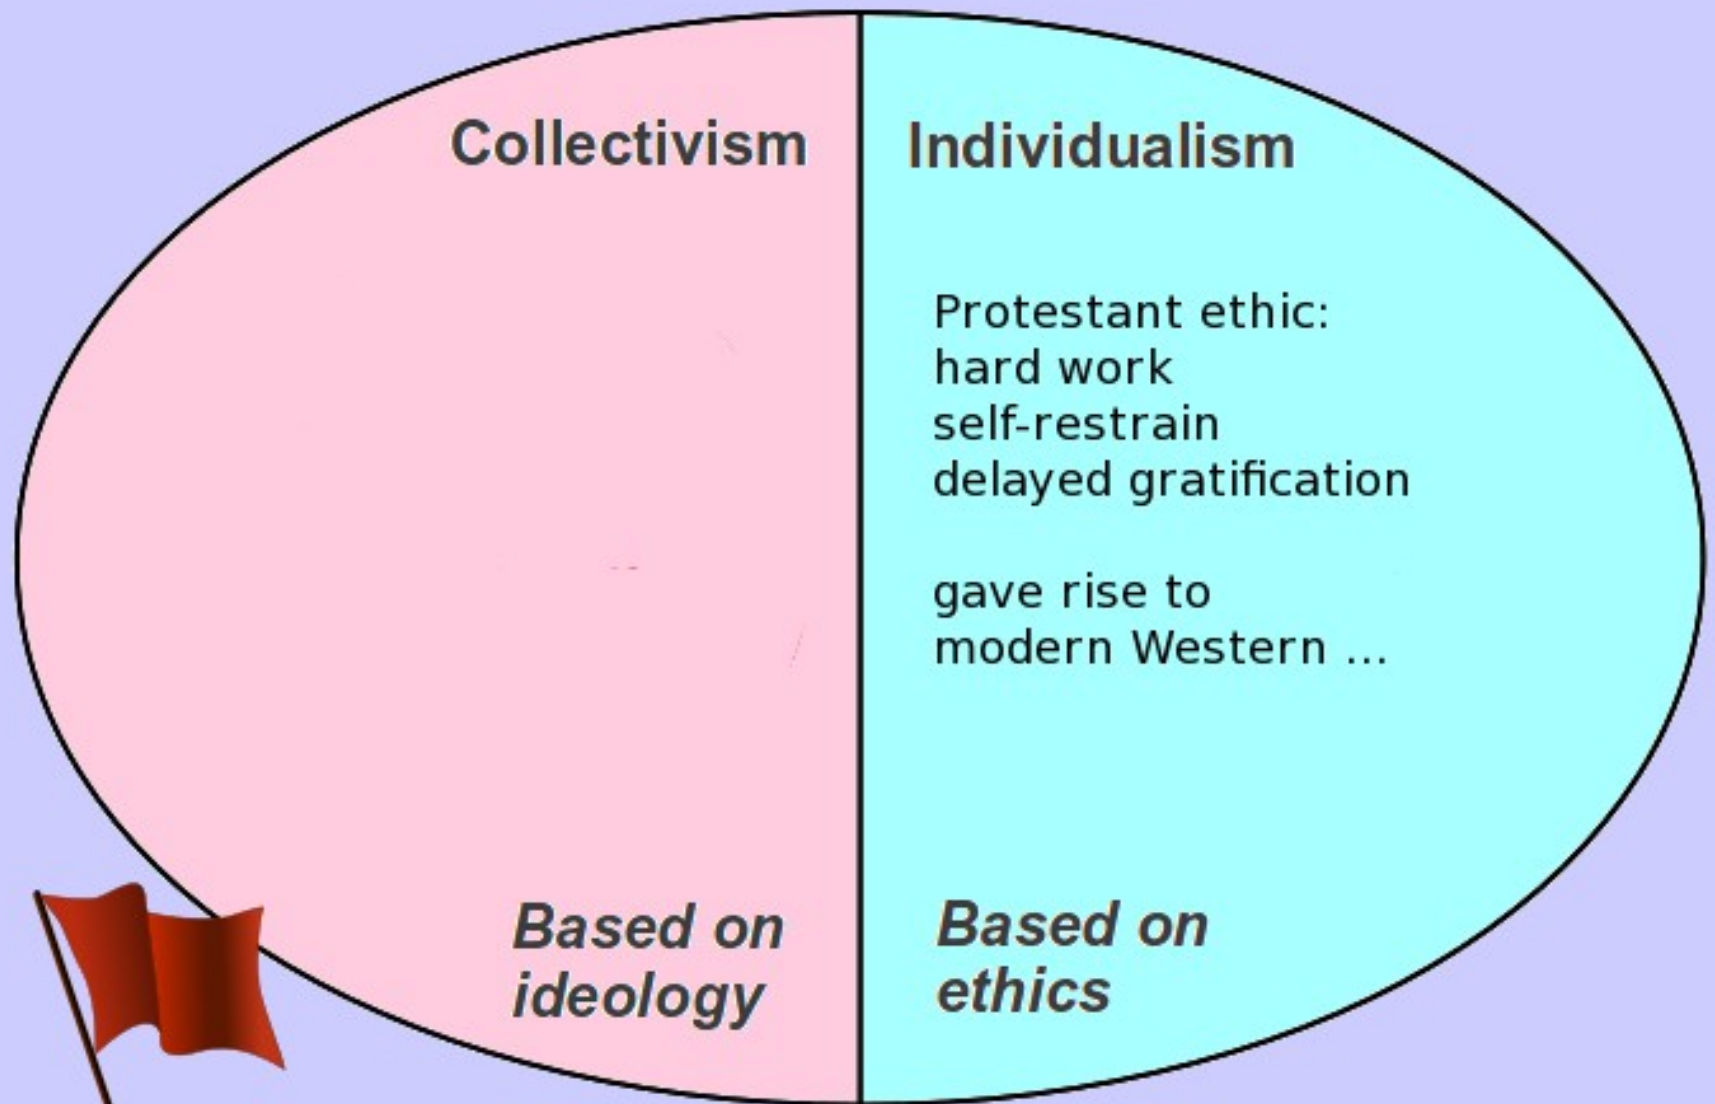 Collectivism
Individualism
Protestant ethic:
hard work
self-restrain
delayed gratification
gave rise to
modern Western ...
Based on
ideology
Based on
ethics